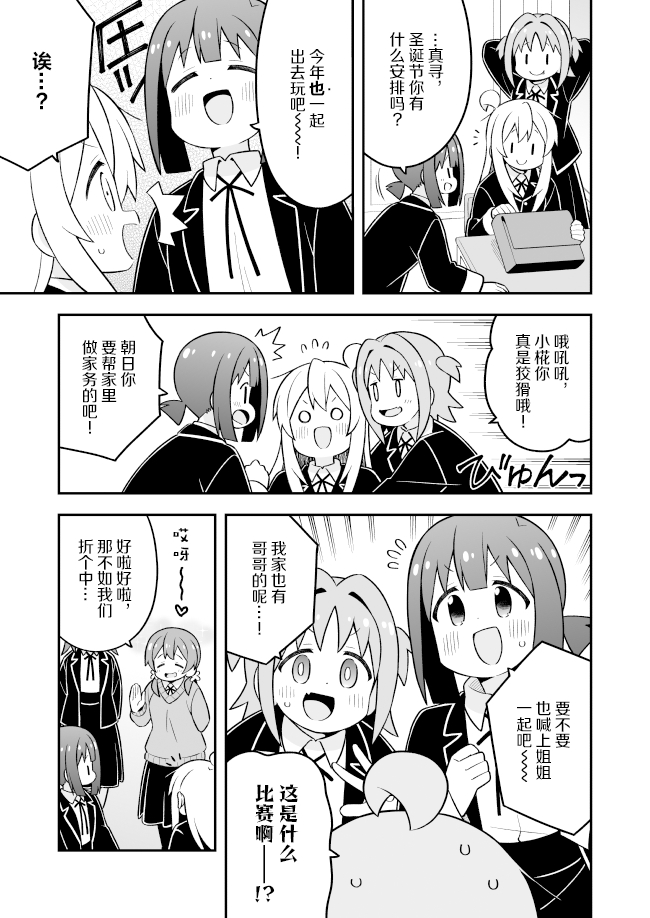 …真寻，
圣诞节你有
什么安排吗？
今年也一起
出去玩吧～～！
诶…？
哦吼吼，
小椛你
真是狡猾哦！
びゅんっ
朝日你
要帮家里
做家务的吧！
要不要
也喊上姐姐
一起吧～～
我家也有
哥哥的呢…！
这是什么
比赛啊——!?
哎呀～～♥
好啦好啦，
那不如我们
折个中…